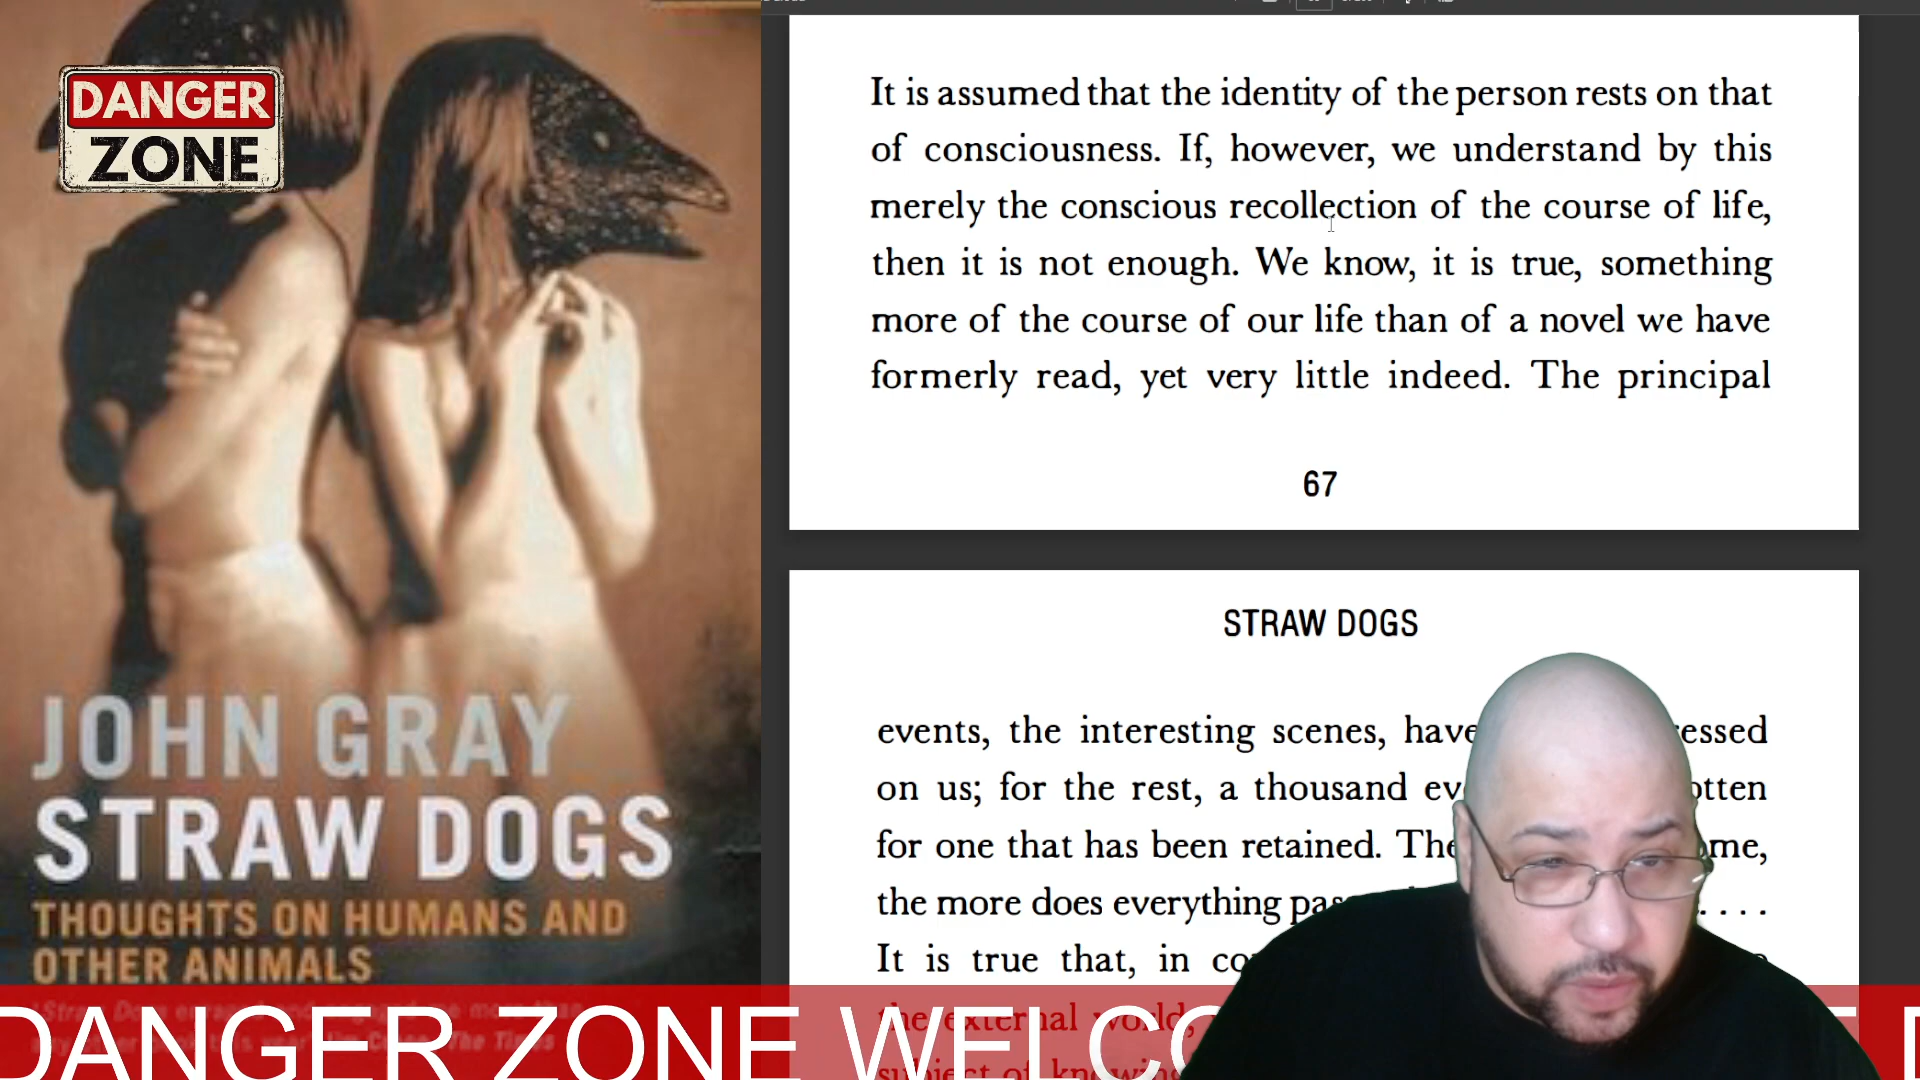 DANGER
ZONE
JOHN GRAY
STRAW DOGS
THOUGHTS ON HUMANS AND
OTHER ANIMALS
It is assumed that the identity of the person rests on that
of consciousness. If, however, we understand by this
merely the conscious recollection of the course of life,
then it is not enough. We know, it is true, something
more of the course of our life than of a novel we have
formerly read, yet very little indeed. The principal
67
STRAW DOGS
events, the interesting scenes, have
on us; for the rest, a thousand
for one that has been retained.
the more does everything
It is true that, in
the external world,
subject of knowing
DANGER ZONE